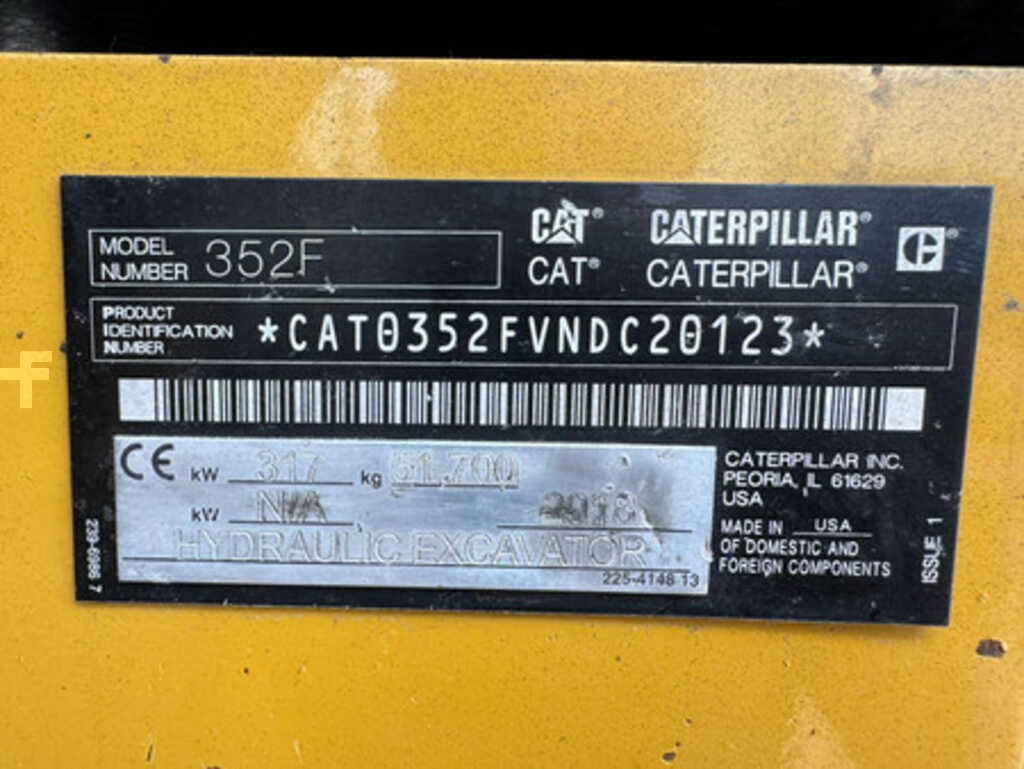 MODEL NUMBER 352F
CAT® CATERPILLAR®
CAT® CATERPILLAR®
PRODUCT
IDENTIFICATION
NUMBER
*CAT0352FVNDC20123*
CE kW 317 kg 51,700
kW N/A 2018
HYDRAULIC EXCAVATOR
225-4148 13
CATERPILLAR INC.
PEORIA, IL 61629
USA
MADE IN USA
OF DOMESTIC AND
FOREIGN COMPONENTS
ISSUE 1
239-6986 7